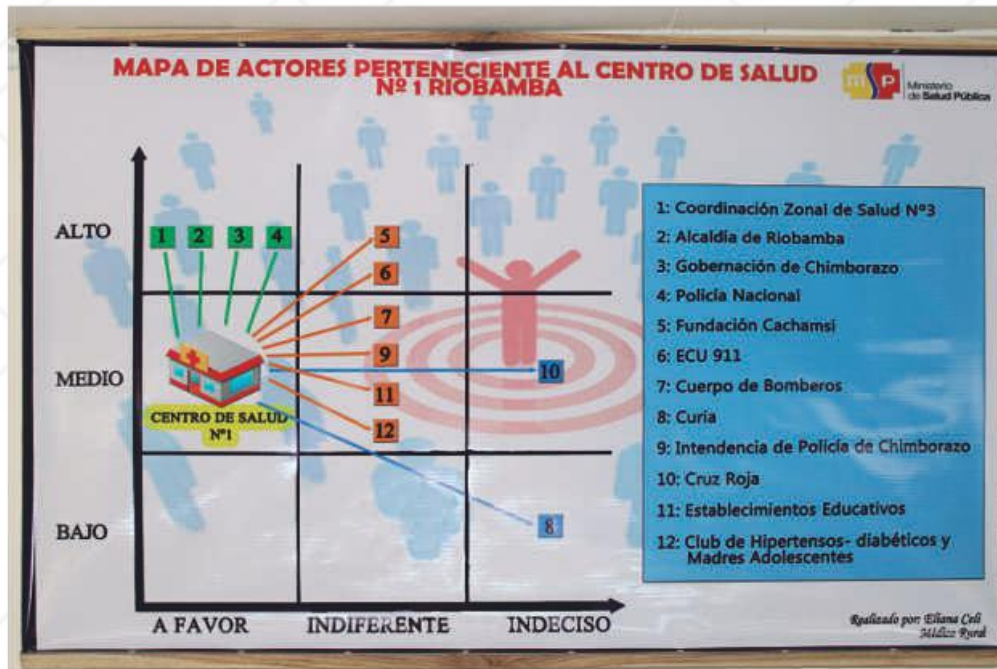 MAPA DE ACTORES PERTENECIENTE AL CENTRO DE SALUD
Nº 1 RIOBAMBA
msp
Ministerio
de Salud Pública
ALTO
1 2 3 4 5
6
MEDIO
7
9
10
11
12
CENTRO DE SALUD
Nº1
BAJO
8
A FAVOR INDIFERENTE INDECISO
1: Coordinación Zonal de Salud Nº3
2: Alcaldia de Riobamba
3: Gobernación de Chimborazo
4: Policía Nacional
5: Fundación Cachamsi
6: ECU 911
7: Cuerpo de Bomberos
8: Curia
9: Intendencia de Policía de Chimborazo
10: Cruz Roja
11: Establecimientos Educativos
12: Club de Hipertensos- diabéticos y
Madres Adolescentes
Realizado por: Eliana Celi
Médico Rural